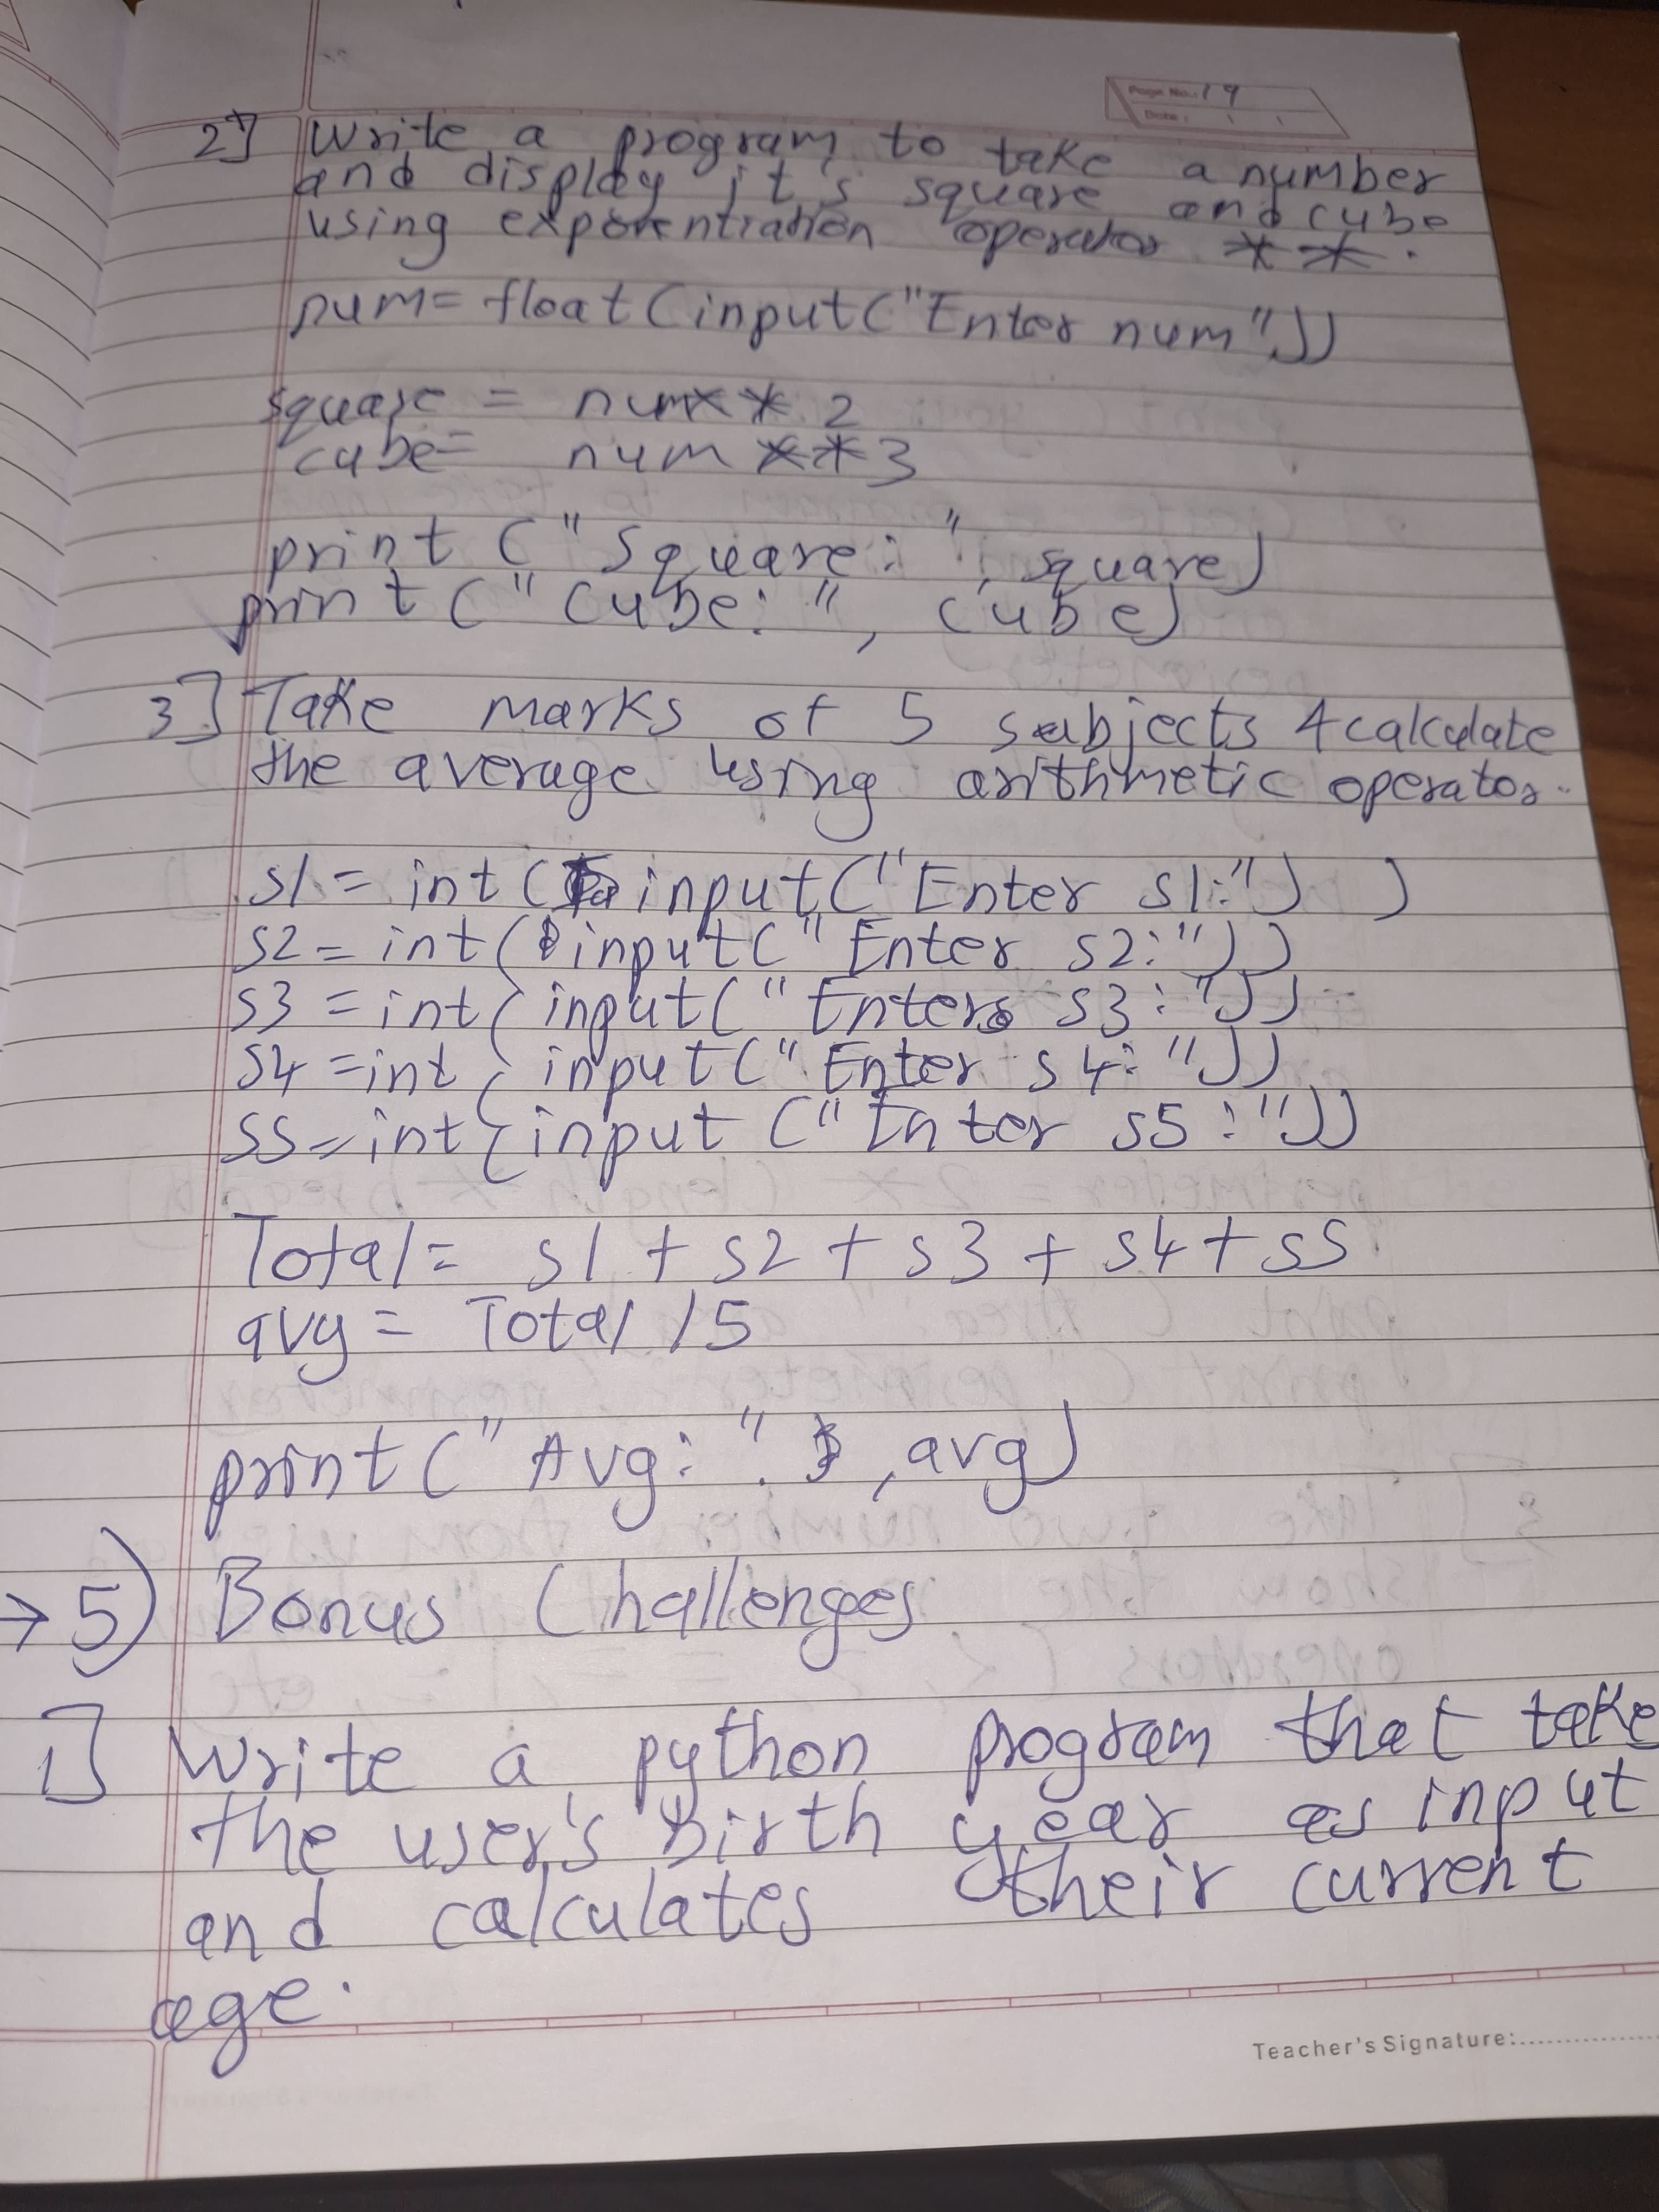 Page No.: 19
Date:
2] Write a program to take a number
and display it's square and cube
using exponentiation operator **.
num= float(input("Enter num"))
square = num** 2
cube= num **3
print ("Square: ", square)
print ("Cube: ", cube)
3] Take marks of 5 subjects & calculate
the average using arithmetic operator.
s1 = int (input("Enter s1:") )
s2 = int( input(" Enter s2:"))
s3 = int( input(" Enter s3:"))
s4 =int( input(" Enter s4: "))
s5=int( input ("Enter s5:"))
Total= s1 + s2 + s3 + s4+s5
avg = Total /5
print(" Avg: " ,avg)
→ 5) Bonus Challenges
1] Write a python program that take
the user's birth year as input
and calculates their current
age.
Teacher's Signature:..................